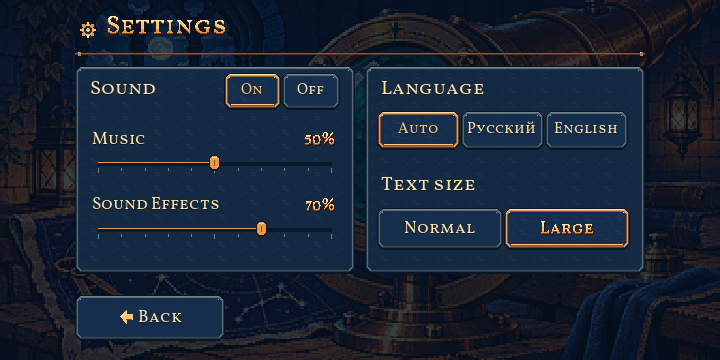 Settings
Sound
On
Off
Music
50%
Sound Effects
70%
Language
Auto
Русский
English
Text size
Normal
Large
Back